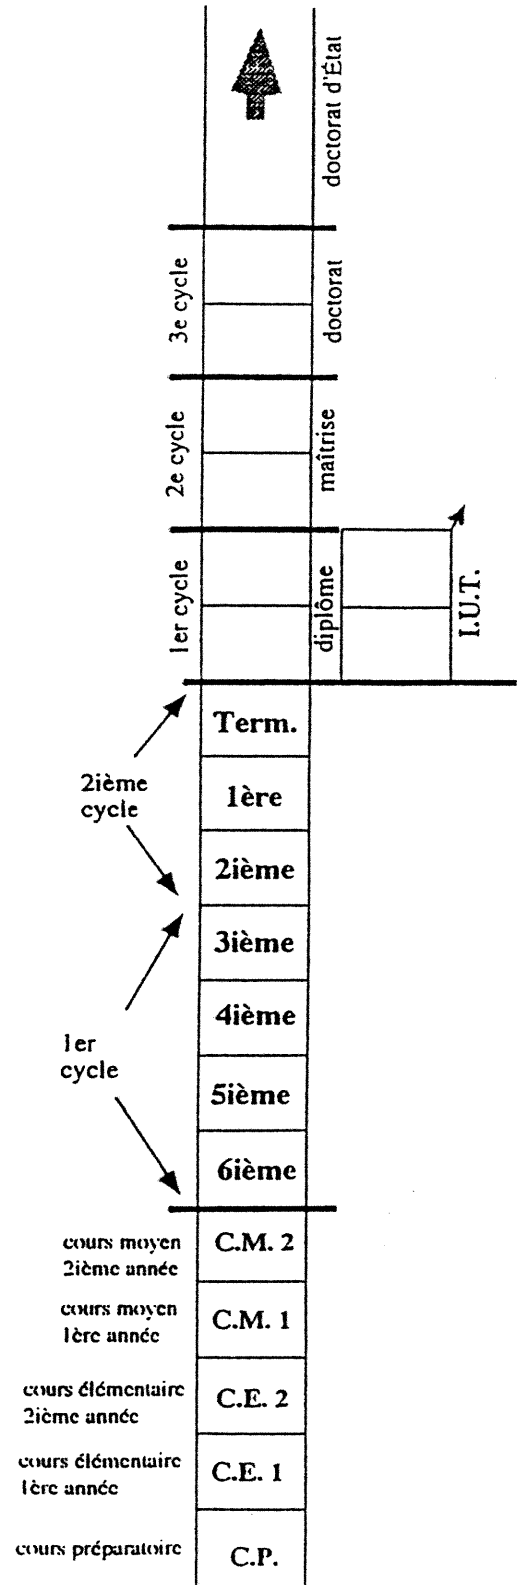 doctorat d'État
3e cycle
doctorat
2e cycle
maîtrise
1er cycle
diplôme
I.U.T.
Term.
2ième
cycle
1ère
2ième
3ième
4ième
1er
cycle
5ième
6ième
cours moyen
2ième année
C.M. 2
cours moyen
1ère année
C.M. 1
cours élémentaire
2ième année
C.E. 2
cours élémentaire
1ère année
C.E. 1
cours préparatoire
C.P.